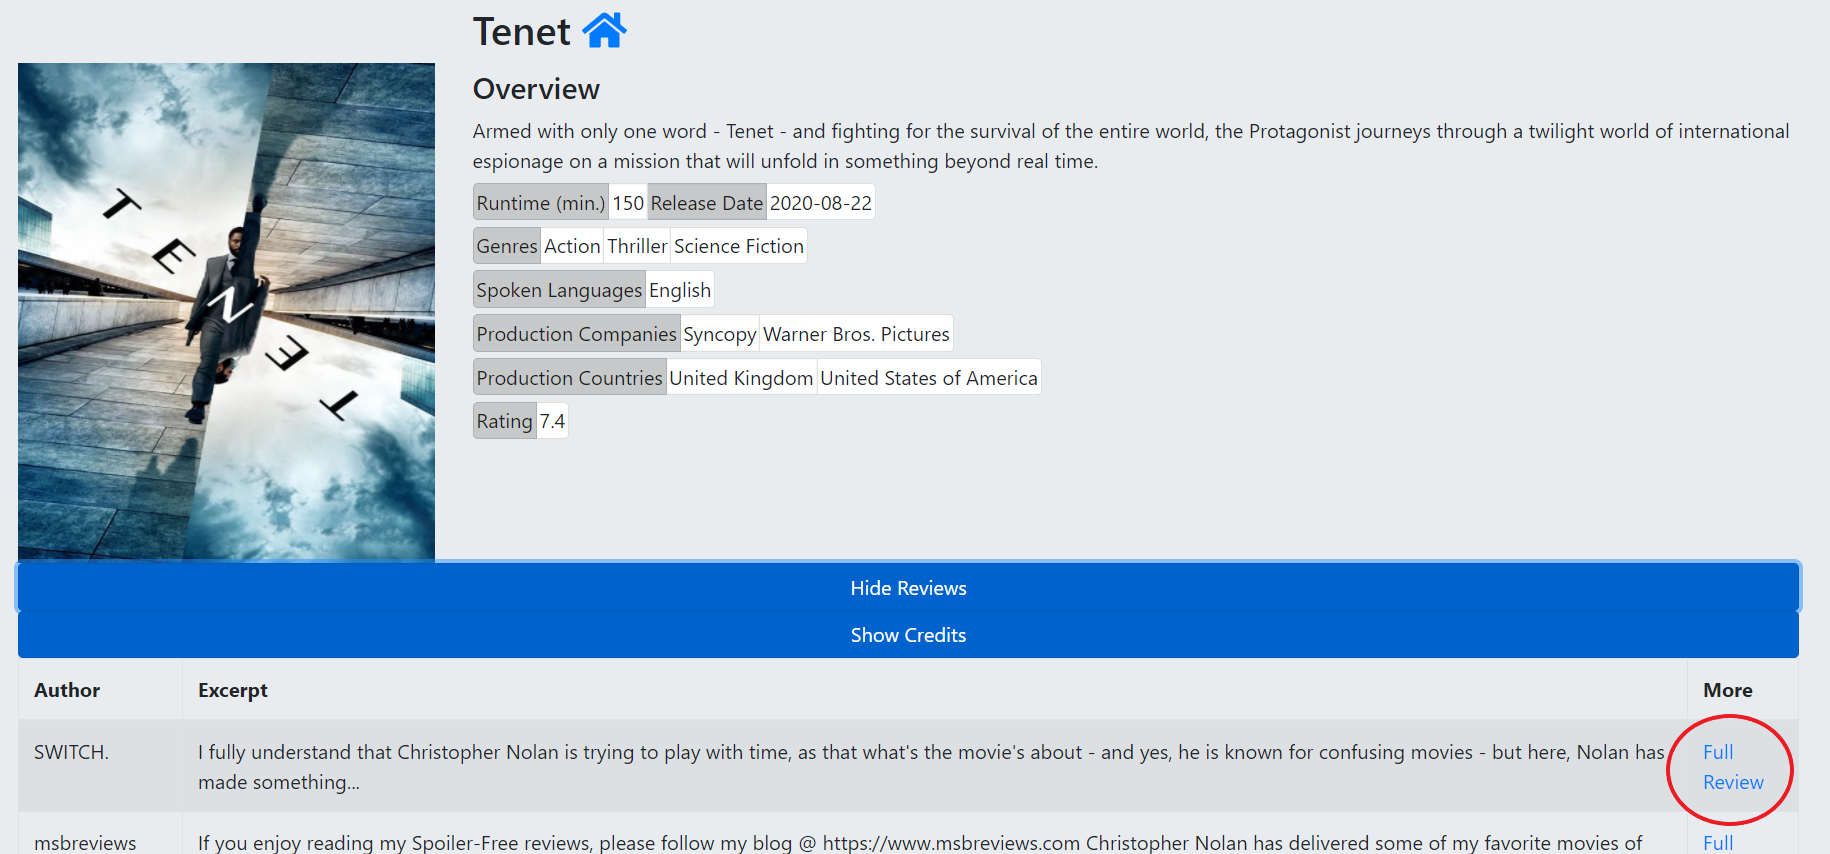 Tenet
Overview
Armed with only one word - Tenet - and fighting for the survival of the entire world, the Protagonist journeys through a twilight world of international
espionage on a mission that will unfold in something beyond real time.
Runtime (min.) 150 Release Date 2020-08-22
Genres Action Thriller Science Fiction
Spoken Languages English
Production Companies Syncopy Warner Bros. Pictures
Production Countries United Kingdom United States of America
Rating 7.4
TENET
Hide Reviews
Show Credits
Author Excerpt More
SWITCH. I fully understand that Christopher Nolan is trying to play with time, as that what's the movie's about - and yes, he is known for confusing movies - but here, Nolan has Full
made something... Review
msbreviews If you enjoy reading my Spoiler-Free reviews, please follow my blog @ https://www.msbreviews.com Christopher Nolan has delivered some of my favorite movies of Full